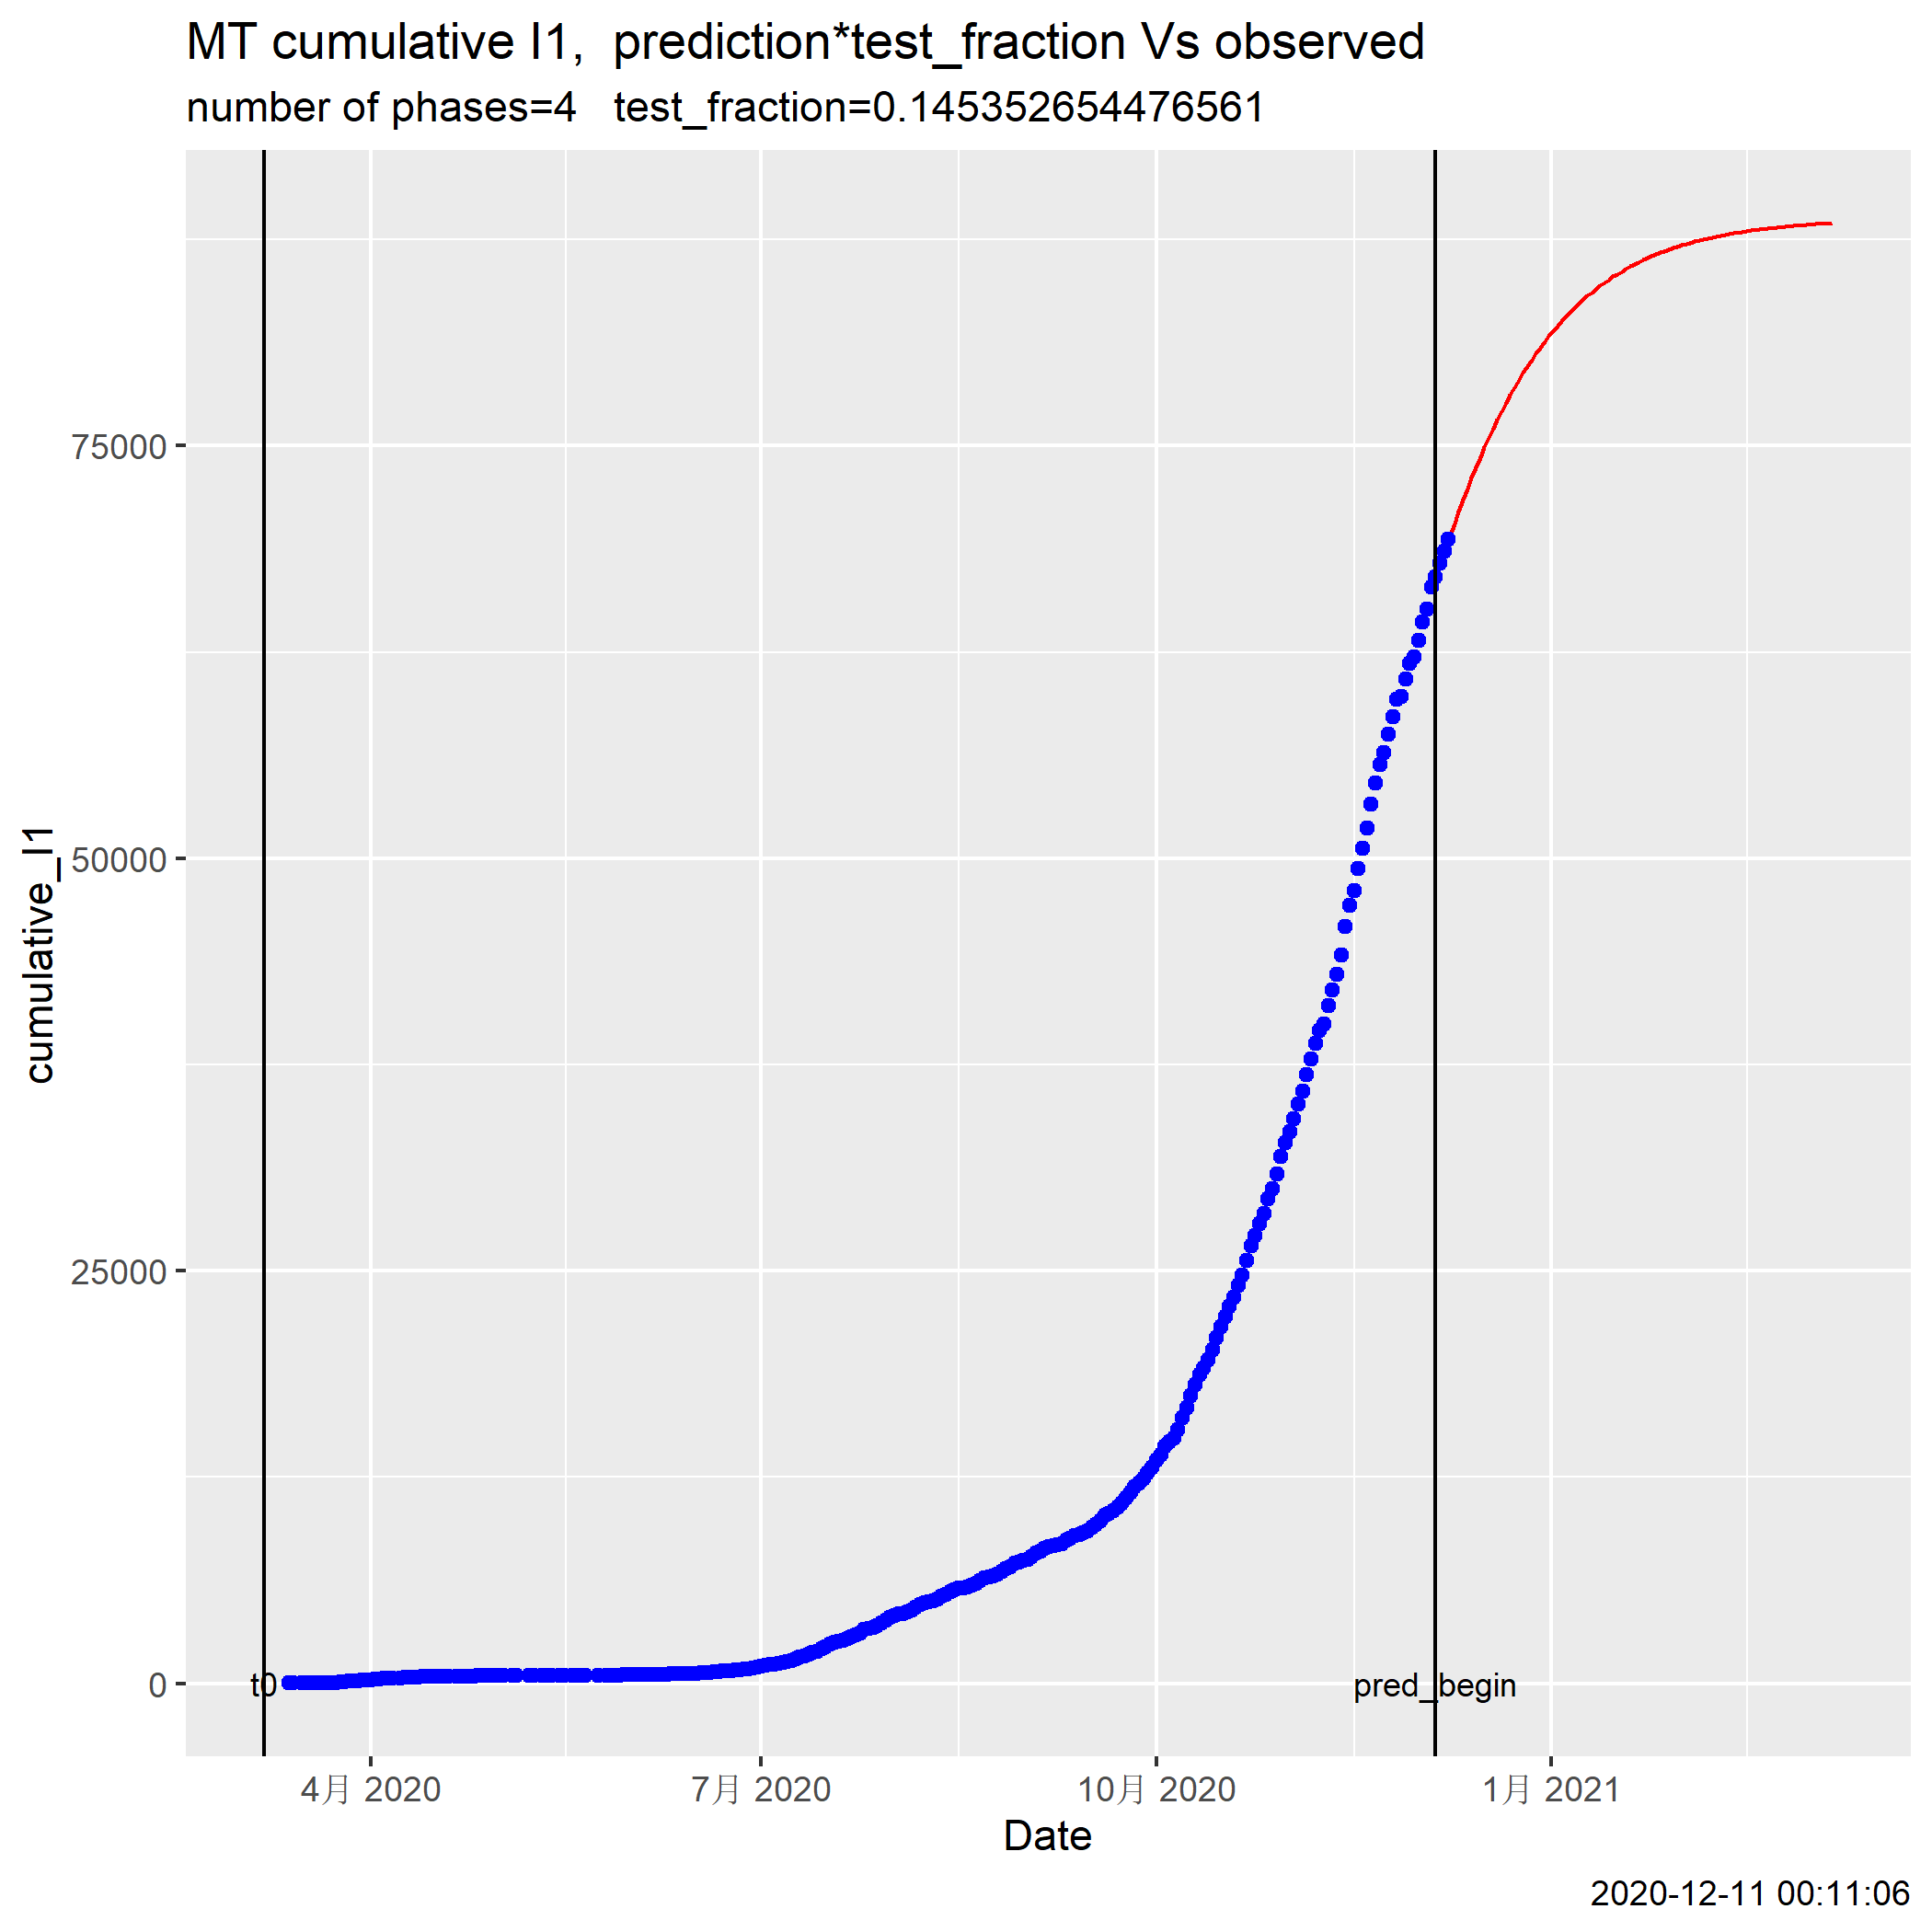 MT cumulative I1,  prediction*test_fraction Vs observed
number of phases=4   test_fraction=0.145352654476561
cumulative_I1
75000
50000
25000
0
t0
pred_begin
4月 2020
7月 2020
10月 2020
1月 2021
Date
2020-12-11 00:11:06